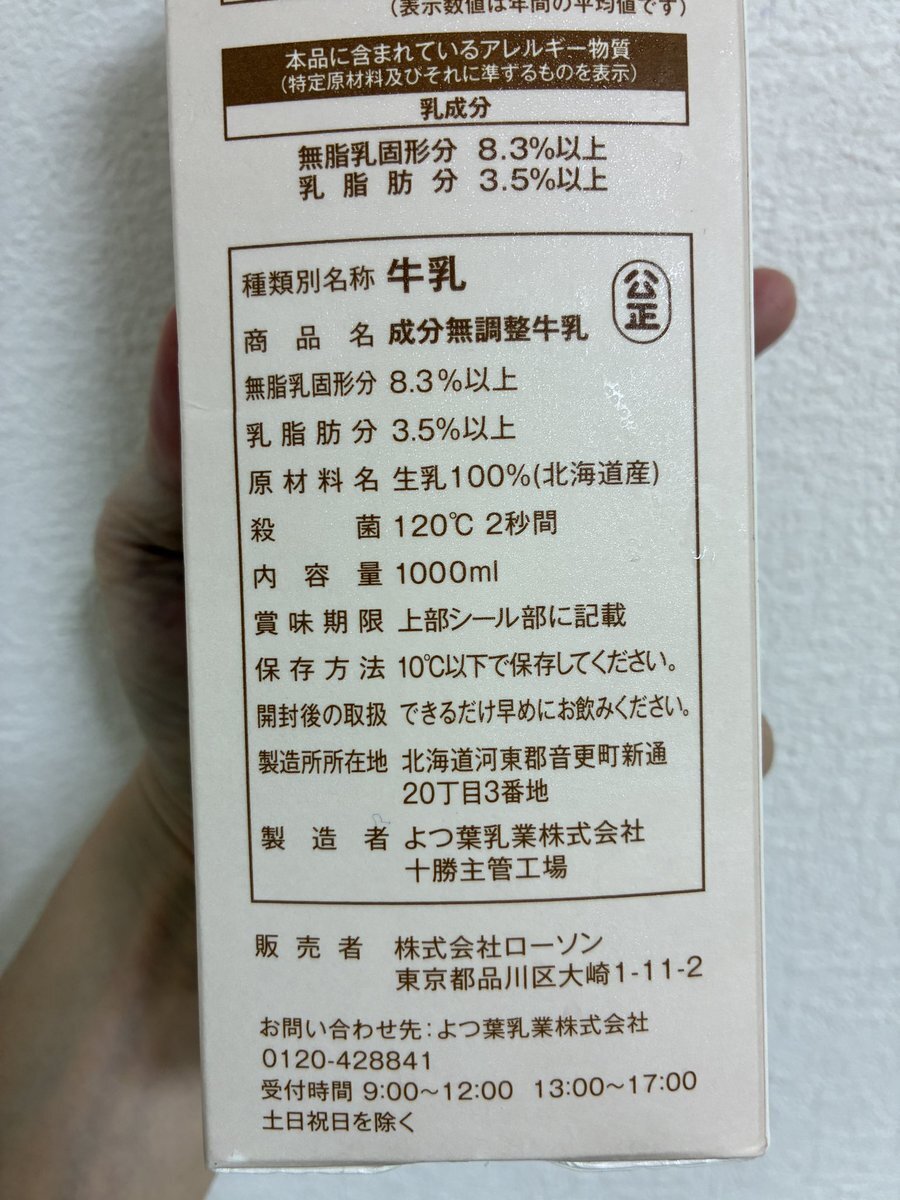 (表示数値は年間の平均値です)
本品に含まれているアレルギー物質
(特定原材料及びそれに準ずるものを表示)
乳成分
無脂乳固形分 8.3%以上
乳脂肪分 3.5%以上
種類別名称 牛乳
公正
商品名 成分無調整牛乳
無脂乳固形分 8.3%以上
乳脂肪分 3.5%以上
原材料名 生乳100%(北海道産)
殺菌 120℃ 2秒間
内容量 1000ml
賞味期限 上部シール部に記載
保存方法 10℃以下で保存してください。
開封後の取扱 できるだけ早めにお飲みください。
製造所所在地 北海道河東郡音更町新通
20丁目3番地
製造者 よつ葉乳業株式会社
十勝主管工場
販売者 株式会社ローソン
東京都品川区大崎1-11-2
お問い合わせ先:よつ葉乳業株式会社
0120-428841
受付時間 9:00～12:00 13:00～17:00
土日祝日を除く